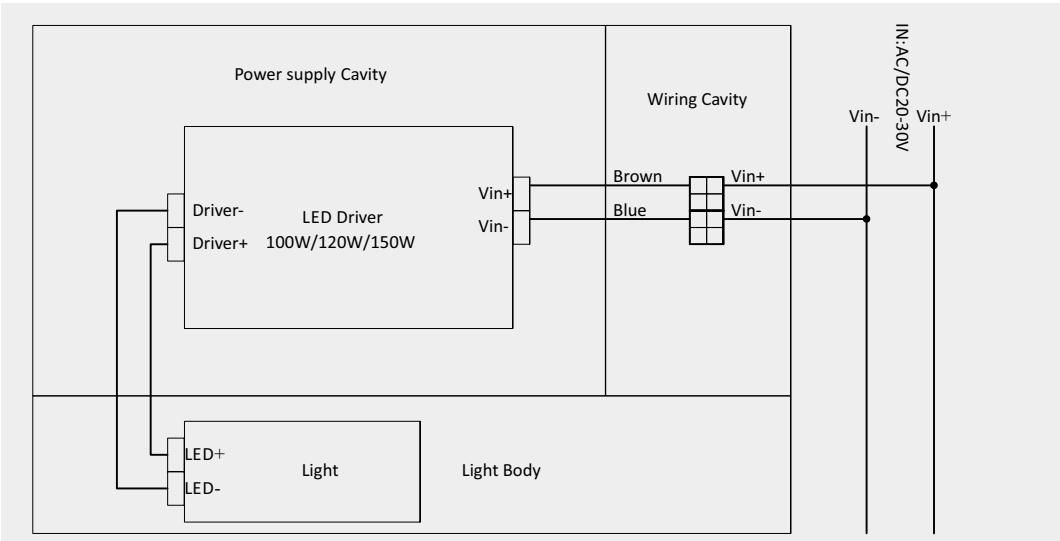 Power supply Cavity
Wiring Cavity
IN:AC/DC20-30V
Vin-
Vin+
Brown
Vin+
Blue
Vin-
Vin+
Vin-
Driver-
Driver+
LED Driver
100W/120W/150W
LED+
LED-
Light
Light Body